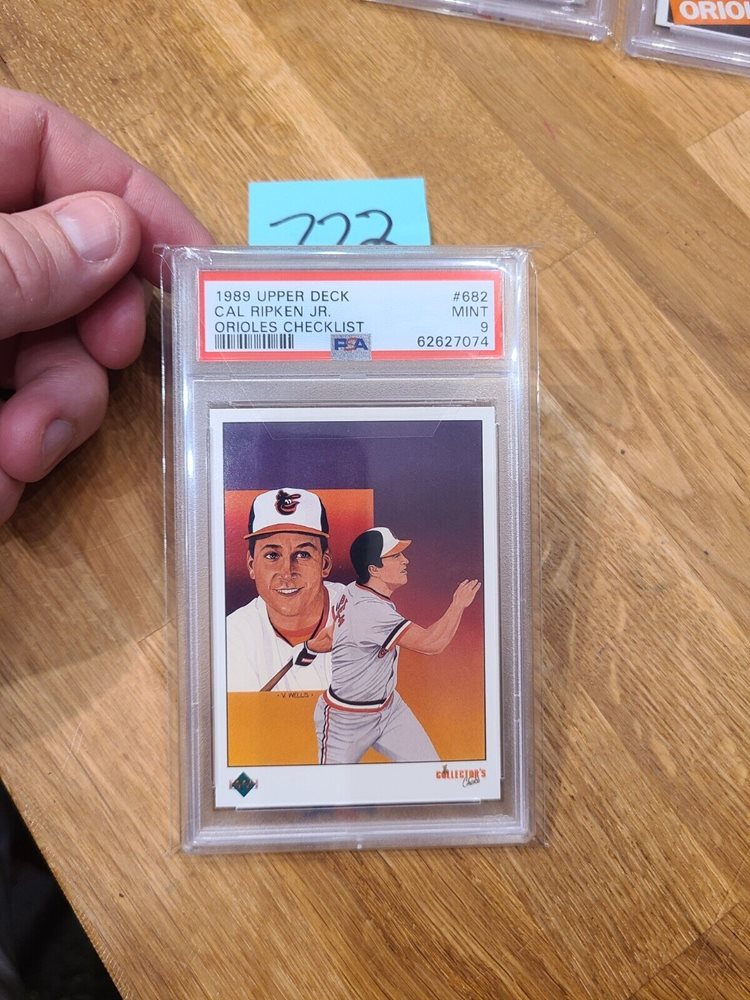 ORIOL
722
1989 UPPER DECK #682
CAL RIPKEN JR. MINT
ORIOLES CHECKLIST 9
PSA 62627074
- V. WELLS -
COLLECTOR'S
Choice